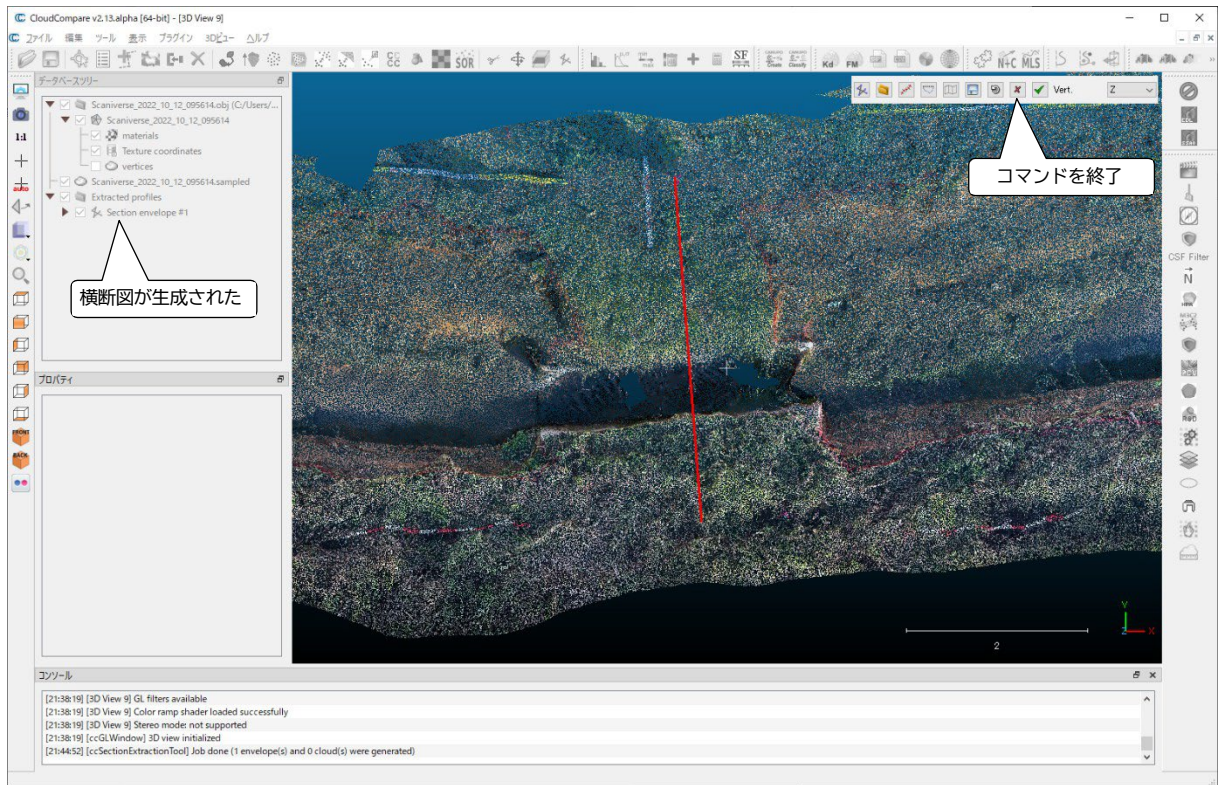 CloudCompare v2.13.alpha [64-bit] - [3D View 9]
ファイル 編集 ツール 表示 プラグイン 3Dビュー ヘルプ
SOR
SF
Kd FM
N+C MLS
データベースツリー
Scaniverse_2022_10_12_095614.obj (C:/Users/...
Scaniverse_2022_10_12_095614
materials
Texture coordinates
vertices
Scaniverse_2022_10_12_095614.sampled
Extracted profiles
Section envelope #1
横断図が生成された
プロパティ
1:1
auto
FRONT
BACK
Vert. Z
コマンドを終了
CSF Filter
N
2
Y
Z X
コンソール
[21:38:19] [3D View 9] GL filters available
[21:38:19] [3D View 9] Color ramp shader loaded successfully
[21:38:19] [3D View 9] Stereo mode: not supported
[21:38:19] [ccGLWindow] 3D view initialized
[21:44:52] [ccSectionExtractionTool] Job done (1 envelope(s) and 0 cloud(s) were generated)